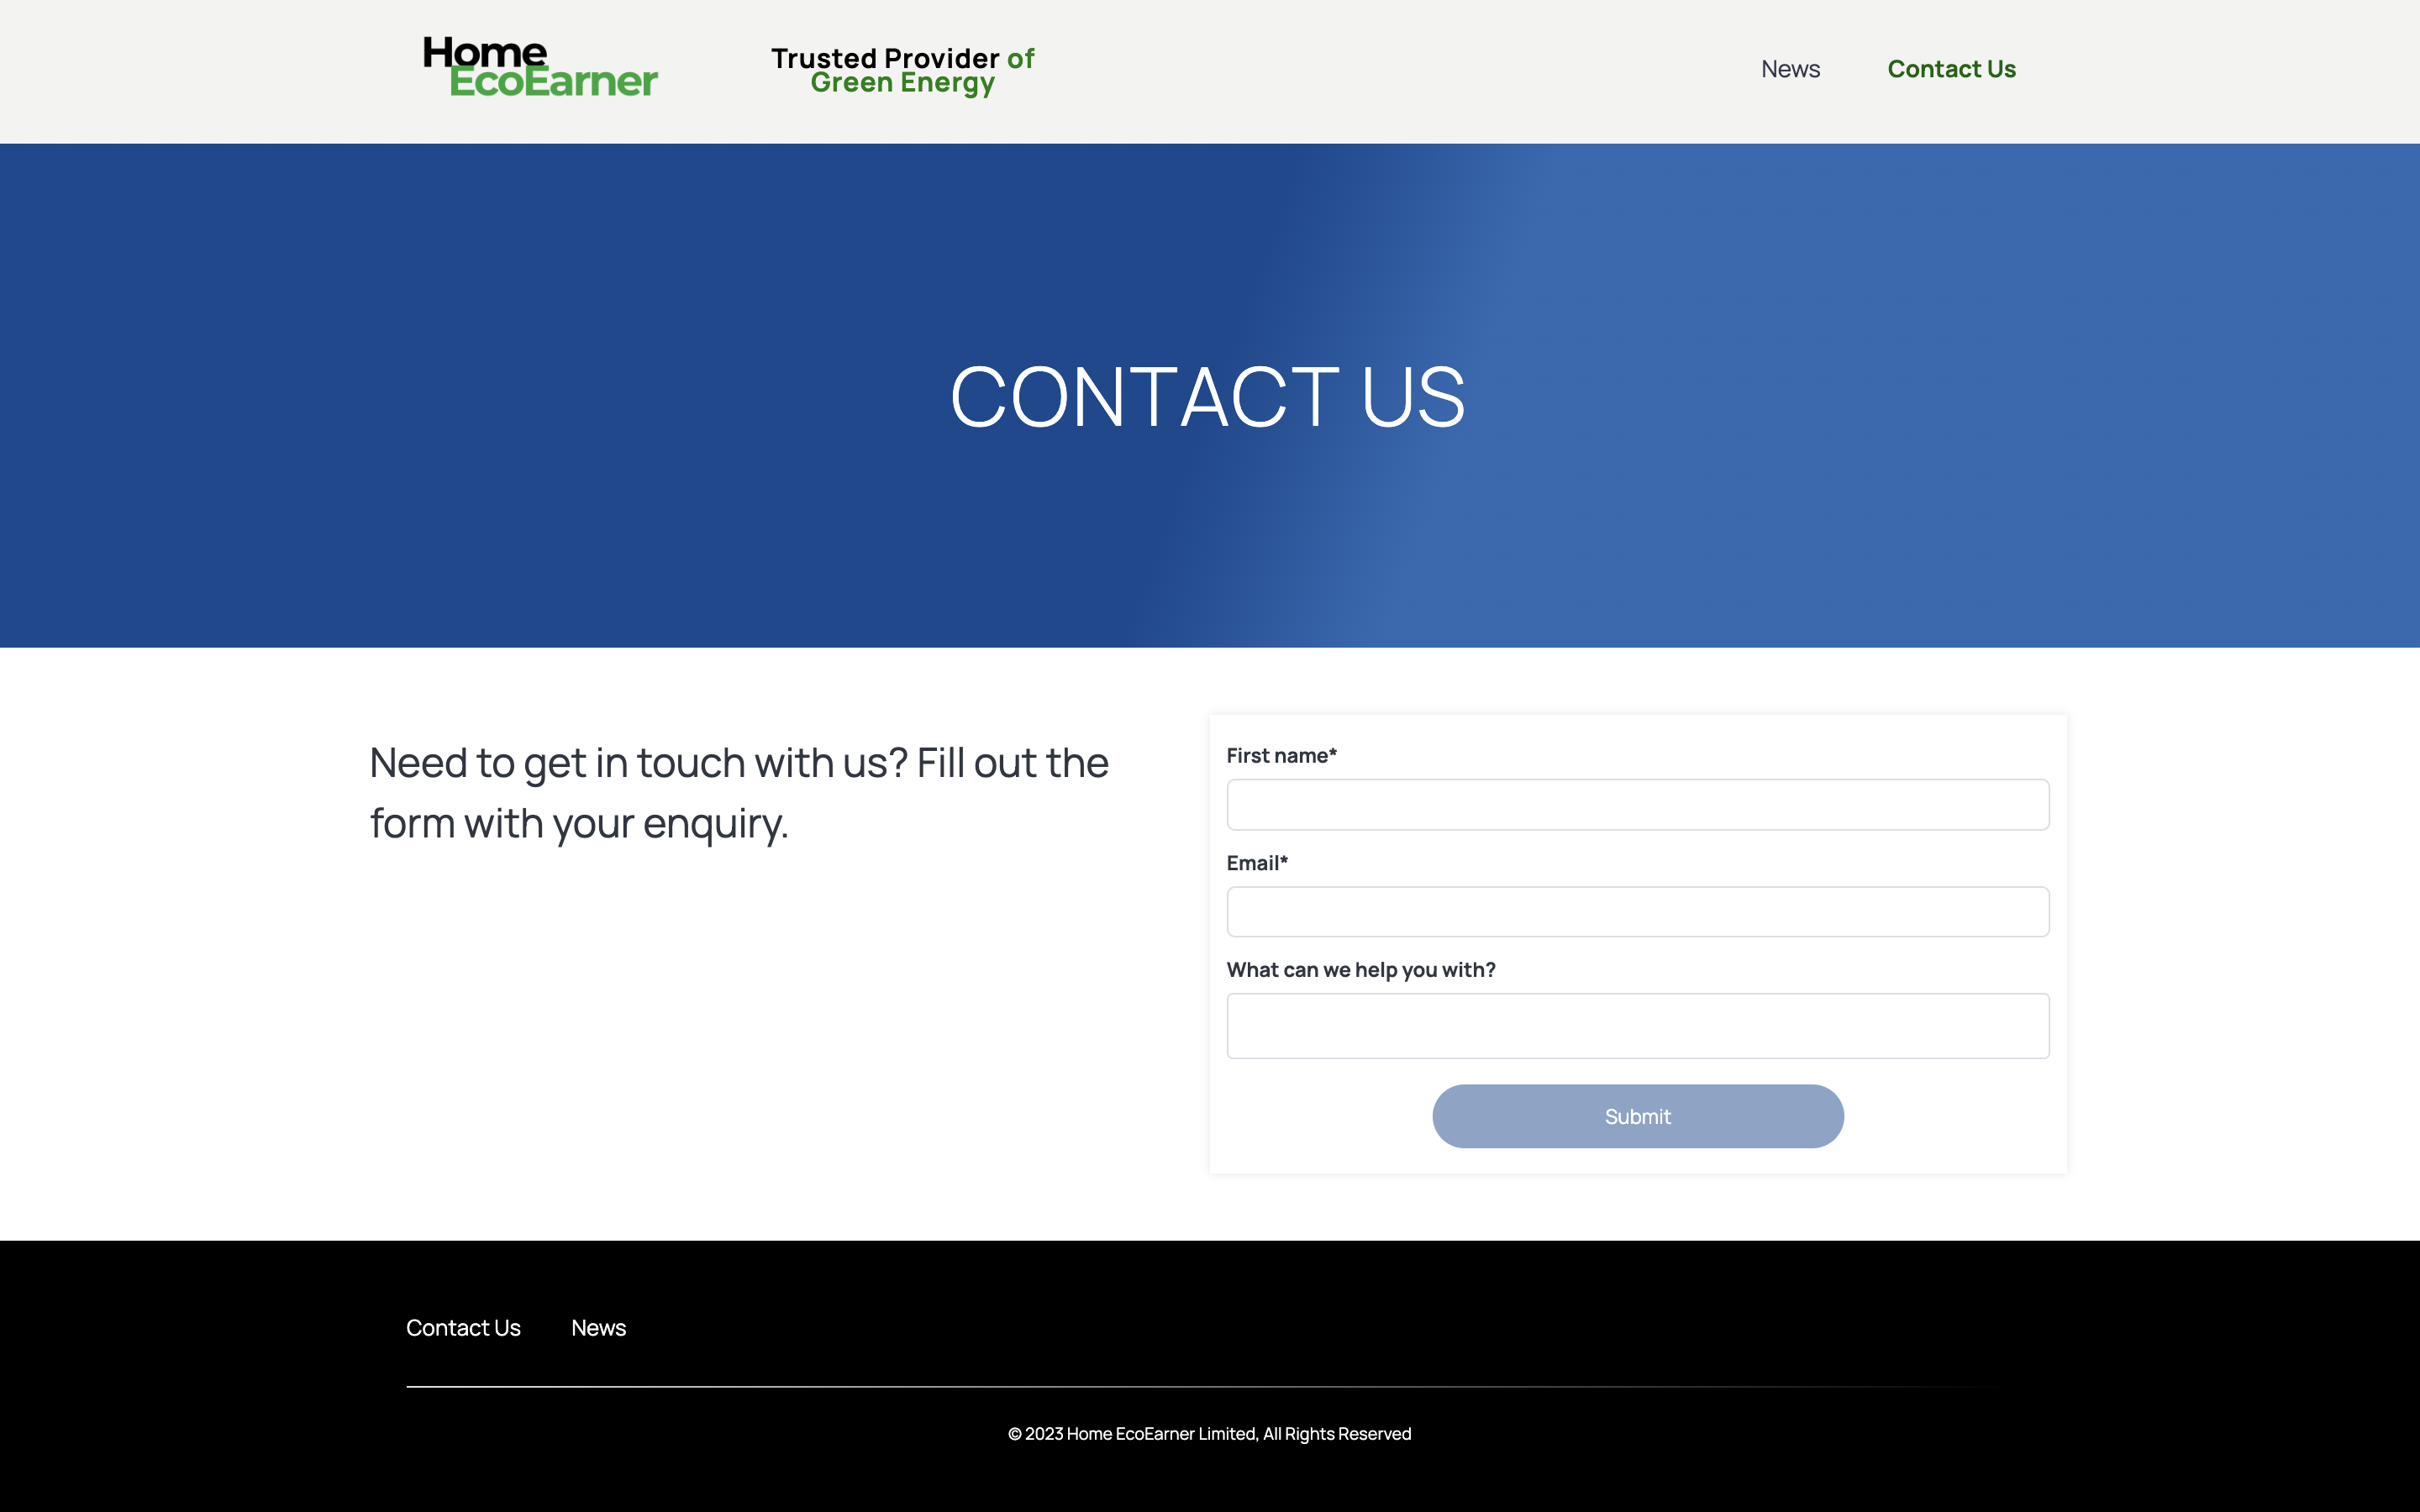 Home
EcoEarner
Trusted Provider of
Green Energy
News
Contact Us
CONTACT US
Need to get in touch with us? Fill out the
form with your enquiry.
First name*
Email*
What can we help you with?
Submit
Contact Us
News
© 2023 Home EcoEarner Limited, All Rights Reserved